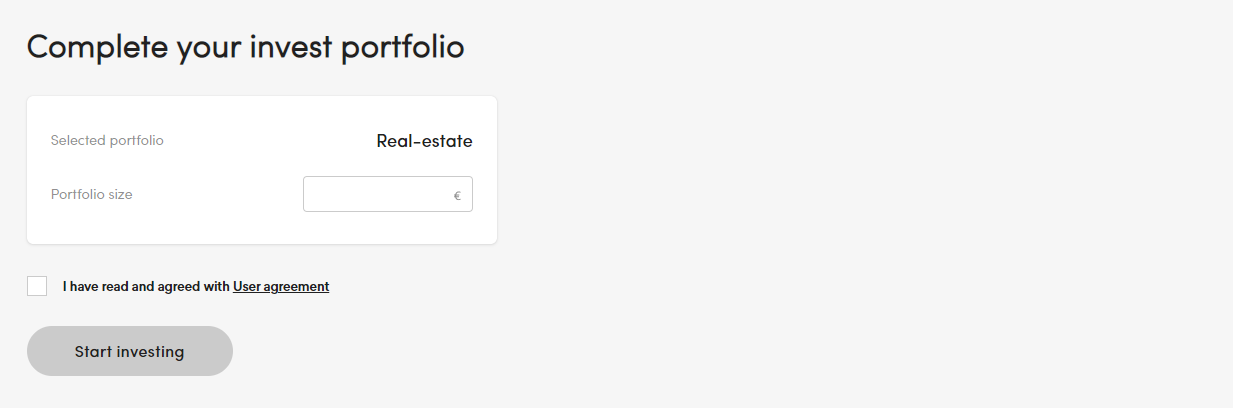 Complete your invest portfolio
Selected portfolio Real-estate
Portfolio size €
I have read and agreed with User agreement
Start investing